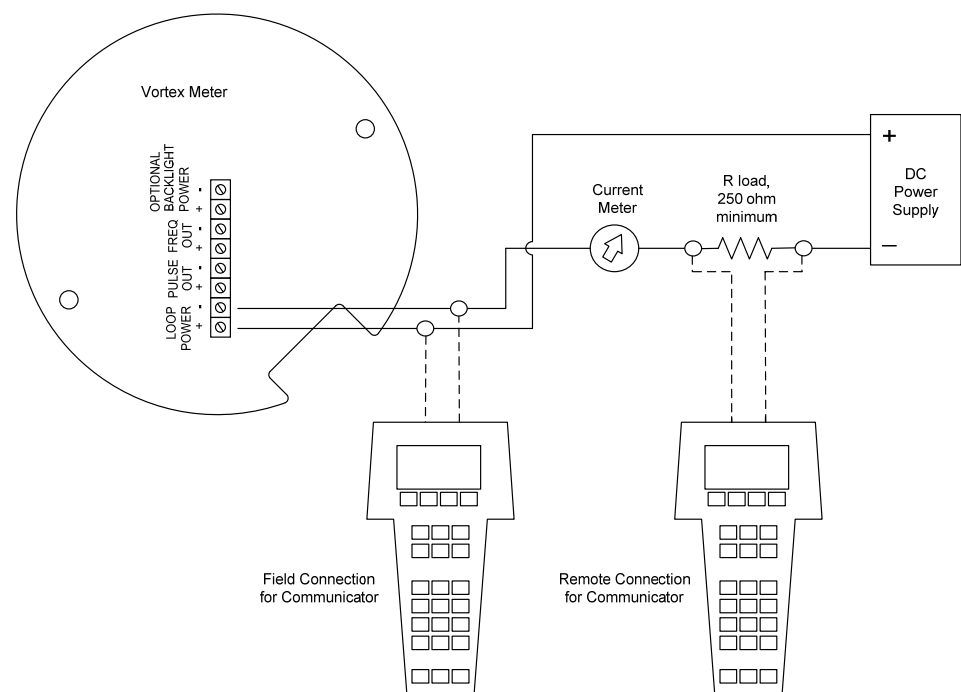 Vortex Meter
OPTIONAL
BACKLIGHT
POWER
-
+
FREQ
OUT
-
+
PULSE
OUT
-
+
LOOP
POWER
-
+
Current
Meter
R load,
250 ohm
minimum
+
DC
Power
Supply
–
Field Connection
for Communicator
Remote Connection
for Communicator